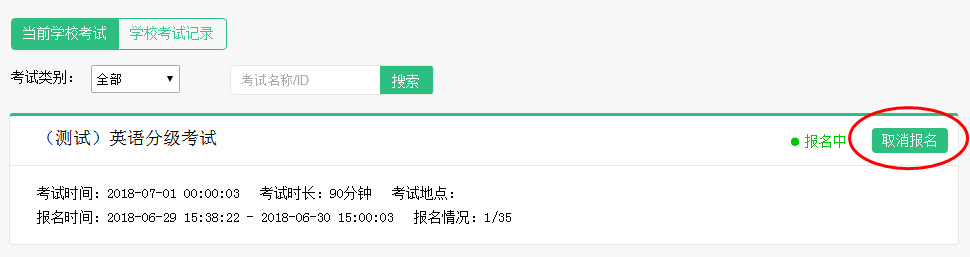 当前学校考试 学校考试记录
考试类别： 全部 考试名称/ID 搜索
（测试）英语分级考试 报名中 取消报名
考试时间：2018-07-01 00:00:03 考试时长：90分钟 考试地点：
报名时间：2018-06-29 15:38:22 - 2018-06-30 15:00:03 报名情况：1/35